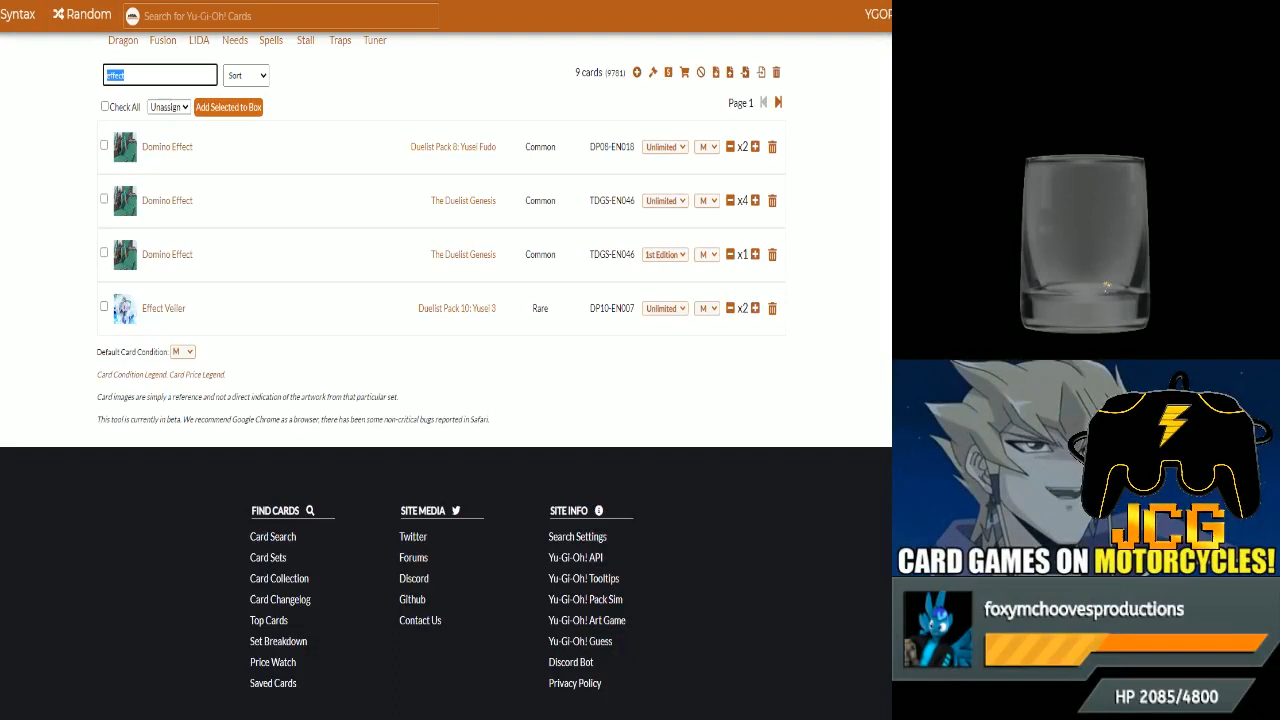 Syntax Random Search for Yu-Gi-Oh! Cards
Dragon Fusion LIDA Needs Spells Stall Traps Tuner
effect Sort 9 cards (9781)
Check All Unassign Add Selected to Box Page 1
Domino Effect Duelist Pack 8: Yusei Fudo Common DP08-EN018 Unlimited M x2
Domino Effect The Duelist Genesis Common TDGS-EN046 Unlimited M x4
Domino Effect The Duelist Genesis Common TDGS-EN046 1st Edition M x1
Effect Veiler Duelist Pack 10: Yusei 3 Rare DP10-EN007 Unlimited M x2
Default Card Condition: M
Card Condition Legend. Card Price Legend.
Card images are simply a reference and not a direct indication of the artwork from that particular set.
This tool is currently in beta. We recommend Google Chrome as a browser, there has been some non-critical bugs reported in Safari.
FIND CARDS
Card Search
Card Sets
Card Collection
Card Changelog
Top Cards
Set Breakdown
Price Watch
Saved Cards
SITE MEDIA
Twitter
Forums
Discord
Github
Contact Us
SITE INFO
Search Settings
Yu-Gi-Oh! API
Yu-Gi-Oh! Tooltips
Yu-Gi-Oh! Pack Sim
Yu-Gi-Oh! Art Game
Yu-Gi-Oh! Guess
Discord Bot
Privacy Policy
JCG
CARD GAMES ON MOTORCYCLES!
foxymchoovesproductions
HP 2085/4800